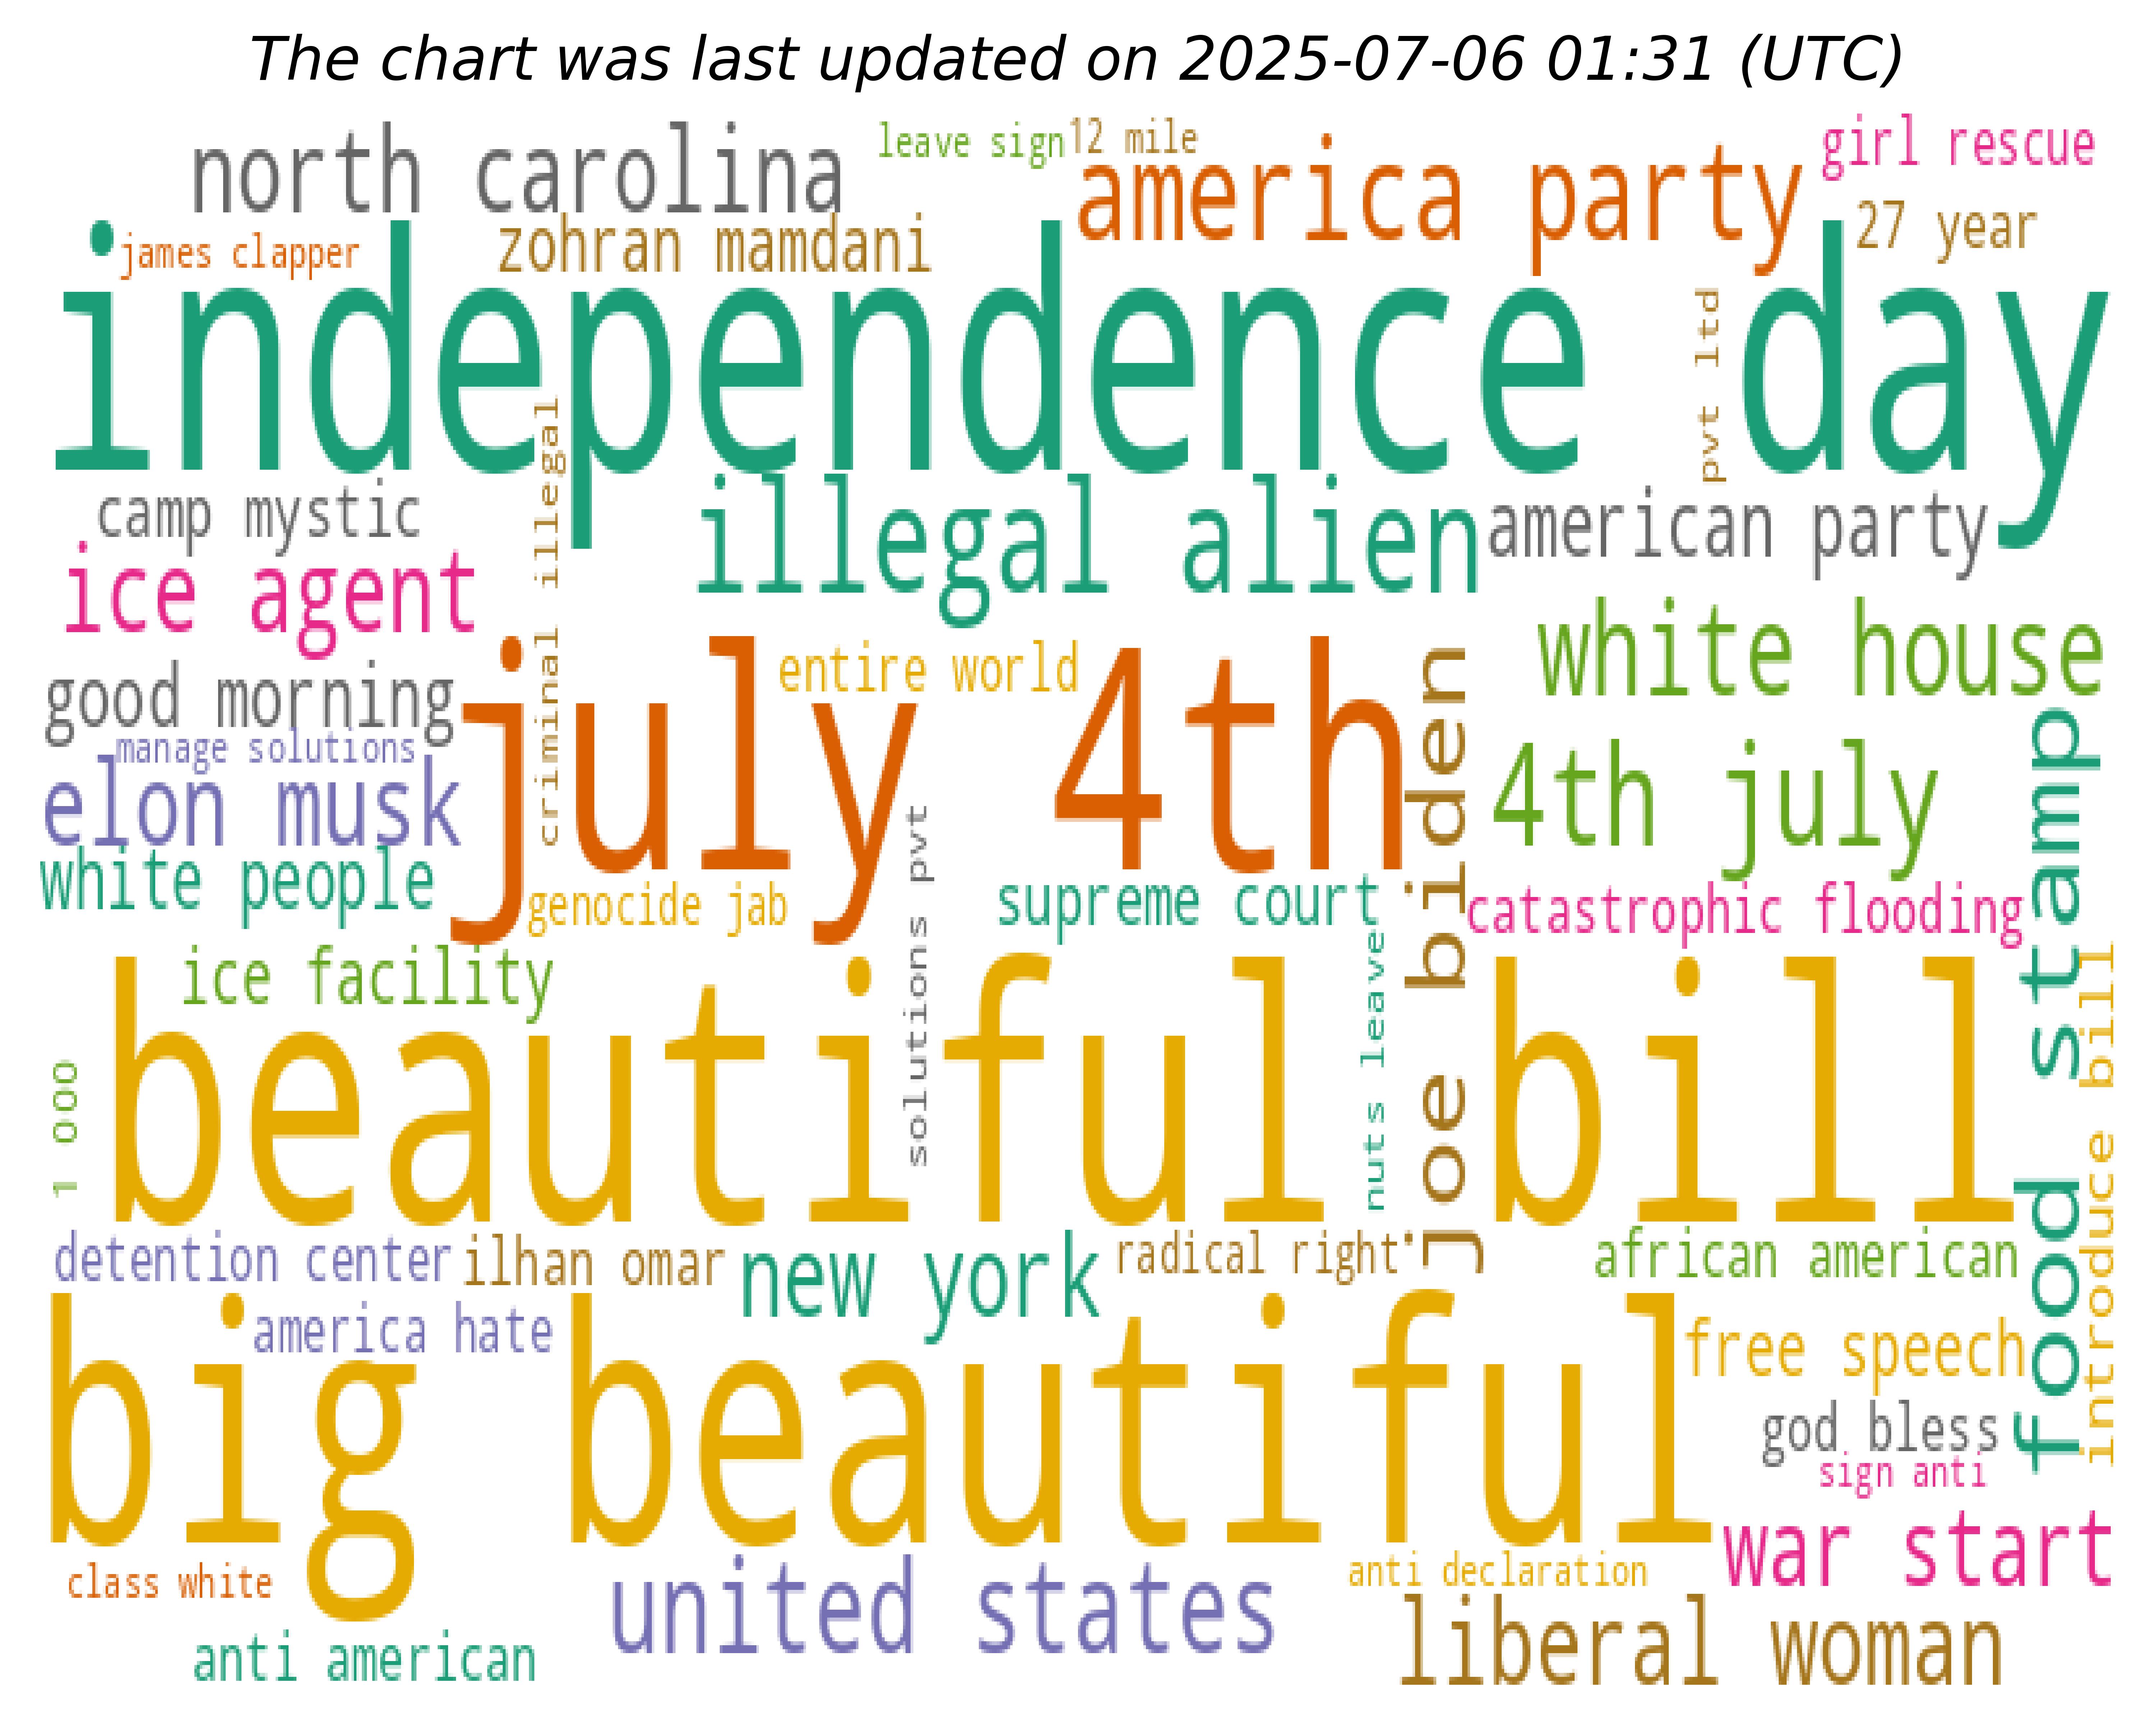 The chart was last updated on 2025-07-06 01:31 (UTC)
north carolina
leave sign
12 mile
america party
girl rescue
james clapper
zohran mamdani
27 year
independence day
pvt ltd
criminal illegal
camp mystic
illegal alien
american party
ice agent
white house
july 4th
entire world
good morning
manage solutions
elon musk
joe biden
4th july
food stamp
white people
genocide jab
solutions pvt
supreme court
catastrophic flooding
ice facility
nuts leave
beautiful bill
introduce bill
1 000
detention center
ilhan omar
new york
radical right
african american
america hate
big beautiful
free speech
god bless
sign anti
war start
class white
united states
anti declaration
liberal woman
anti american